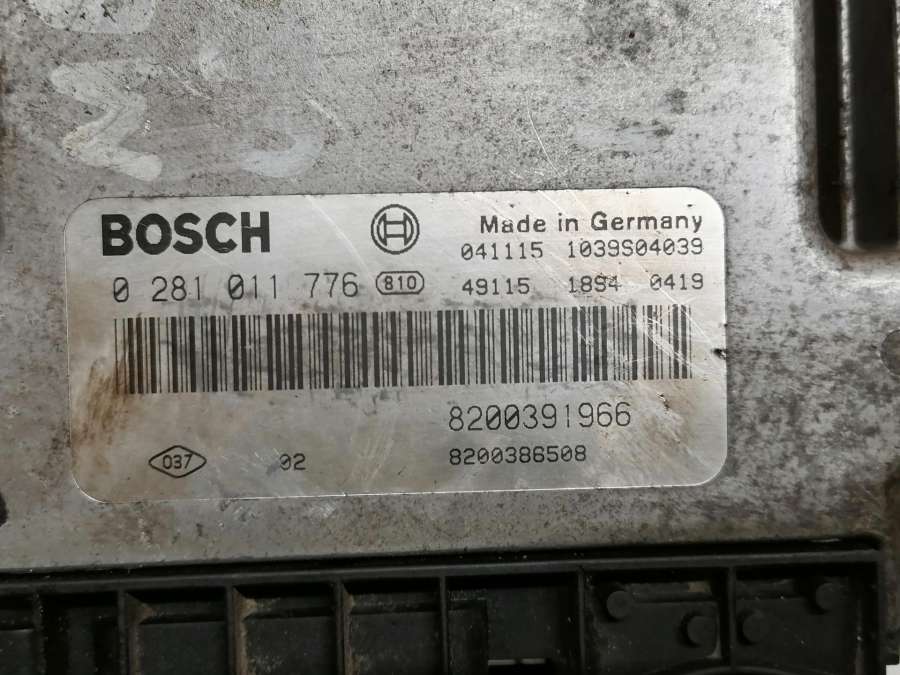 BOSCH
Made in Germany
041115 1039S04039
0 281 011 776 810
49115 18S4 0419
8200391966
037 02
8200386508